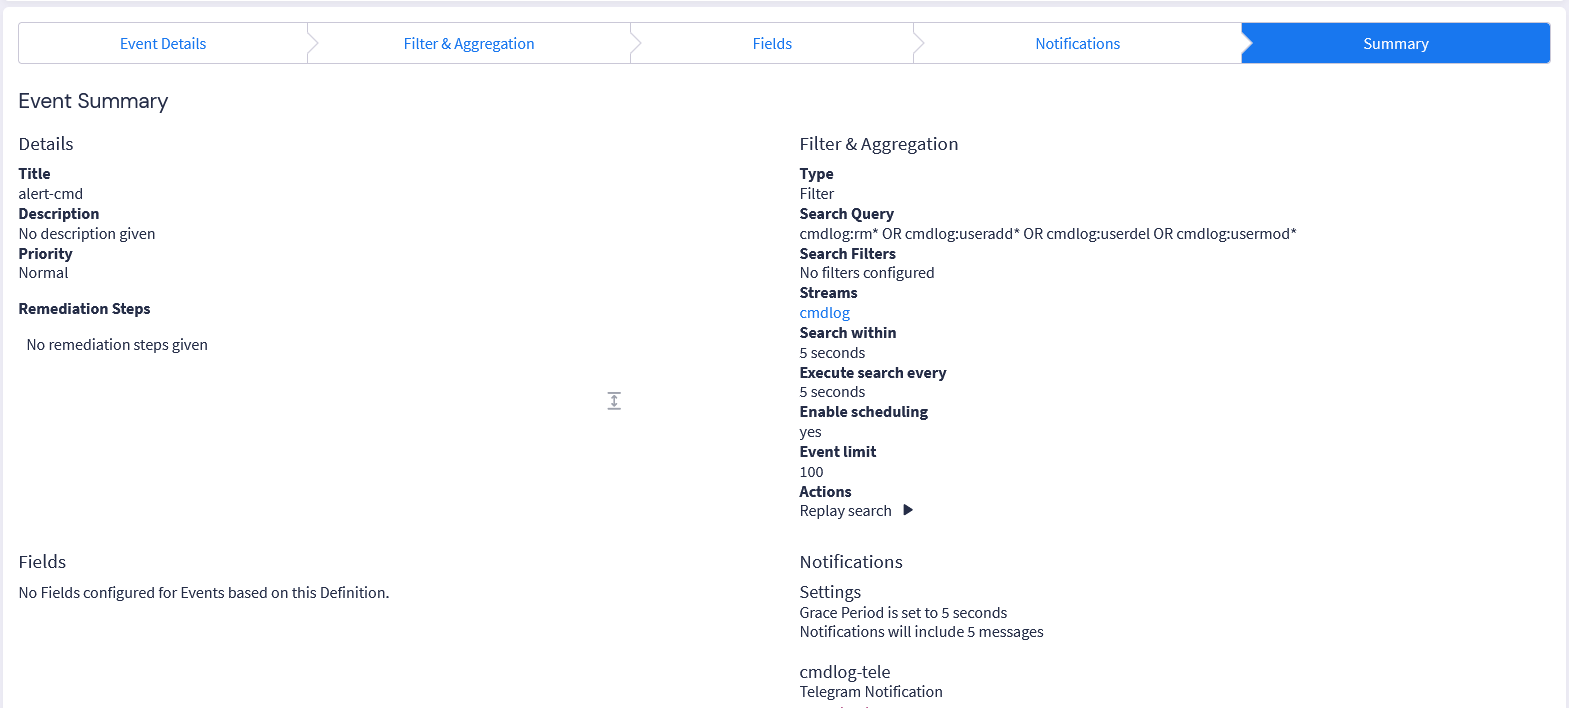 Event Details
Filter & Aggregation
Fields
Notifications
Summary
Event Summary
Details
Title
alert-cmd
Description
No description given
Priority
Normal
Remediation Steps
No remediation steps given
Filter & Aggregation
Type
Filter
Search Query
cmdlog:rm* OR cmdlog:useradd* OR cmdlog:userdel OR cmdlog:usermod*
Search Filters
No filters configured
Streams
cmdlog
Search within
5 seconds
Execute search every
5 seconds
Enable scheduling
yes
Event limit
100
Actions
Replay search
Fields
No Fields configured for Events based on this Definition.
Notifications
Settings
Grace Period is set to 5 seconds
Notifications will include 5 messages
cmdlog-tele
Telegram Notification